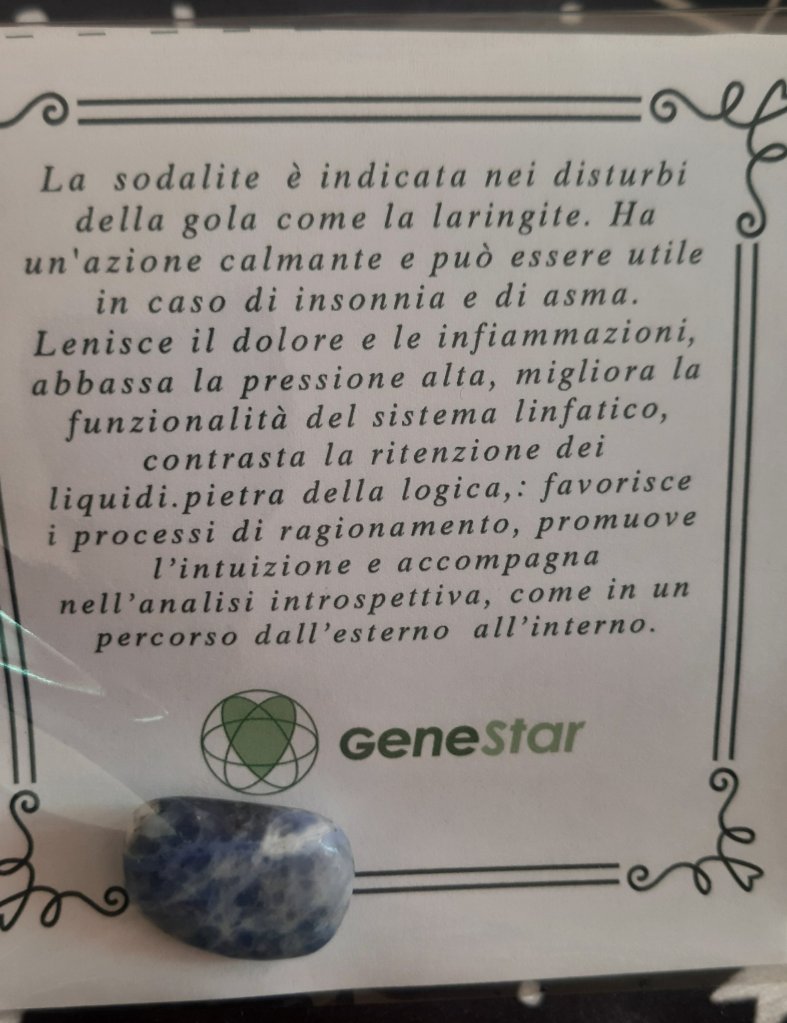 La sodalite è indicata nei disturbi
della gola come la laringite. Ha
un'azione calmante e può essere utile
in caso di insonnia e di asma.
Lenisce il dolore e le infiammazioni,
abbassa la pressione alta, migliora la
funzionalità del sistema linfatico,
contrasta la ritenzione dei
liquidi.pietra della logica,: favorisce
i processi di ragionamento, promuove
l'intuizione e accompagna
nell'analisi introspettiva, come in un
percorso dall'esterno all'interno.
GeneStar